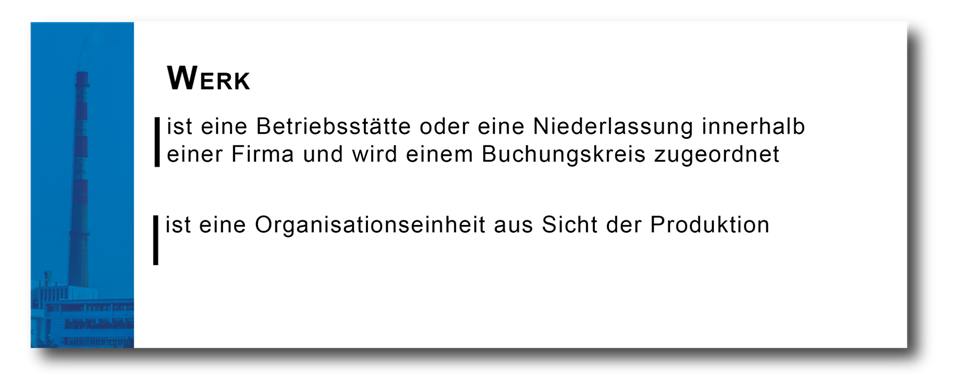 WERK
ist eine Betriebsstätte oder eine Niederlassung innerhalb
einer Firma und wird einem Buchungskreis zugeordnet
ist eine Organisationseinheit aus Sicht der Produktion